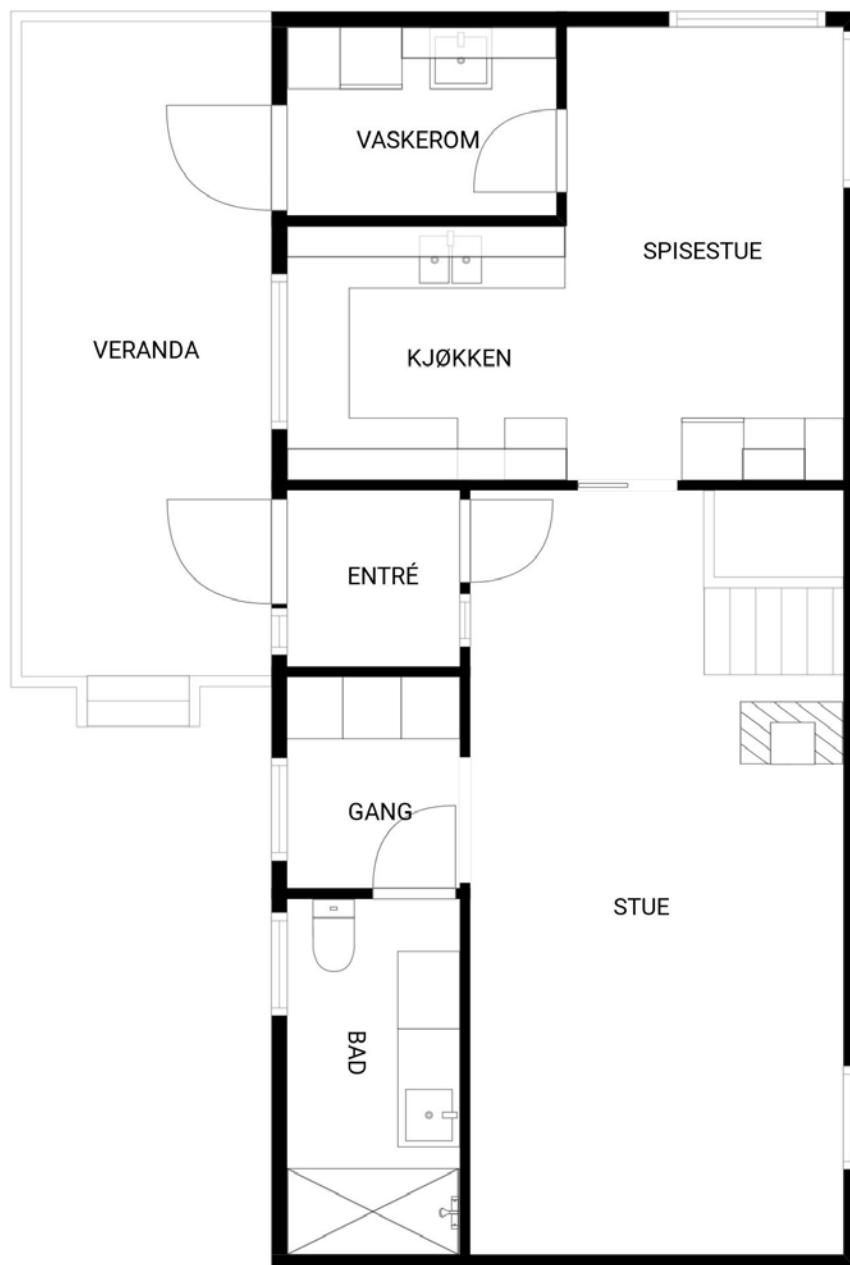 VASKEROM
SPISESTUE
VERANDA
KJØKKEN
ENTRÉ
GANG
STUE
BAD